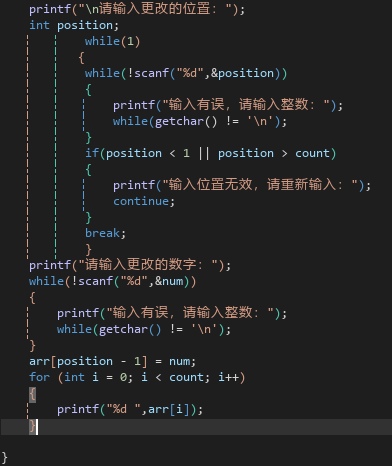 printf("\n请输入更改的位置: ");
int position;
while(1)
{
while(!scanf("%d",&position))
{
printf("输入有误, 请输入整数: ");
while(getchar() != '\n');
}
if(position < 1 || position > count)
{
printf("输入位置无效, 请重新输入: ");
continue;
}
break;
}
printf("请输入更改的数字: ");
while(!scanf("%d",&num))
{
printf("输入有误, 请输入整数: ");
while(getchar() != '\n');
}
arr[position - 1] = num;
for (int i = 0; i < count; i++)
{
printf("%d ",arr[i]);
}
}